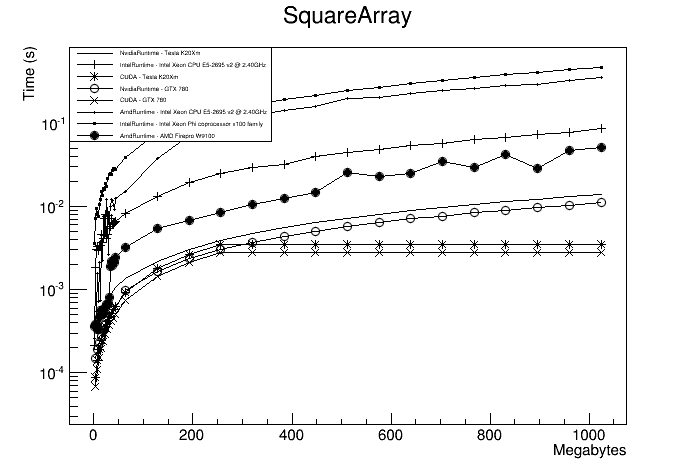 SquareArray
Time (s)
NvidiaRuntime - Tesla K20Xm
IntelRuntime - Intel Xeon CPU E5-2695 v2 @ 2.40GHz
CUDA - Tesla K20Xm
NvidiaRuntime - GTX 780
CUDA - GTX 780
AmdRuntime - Intel Xeon CPU E5-2695 v2 @ 2.40GHz
IntelRuntime - Intel Xeon Phi coprocessor x100 family
AmdRuntime - AMD Firepro W9100
10⁻¹
10⁻²
10⁻³
10⁻⁴
0 200 400 600 800 1000
Megabytes